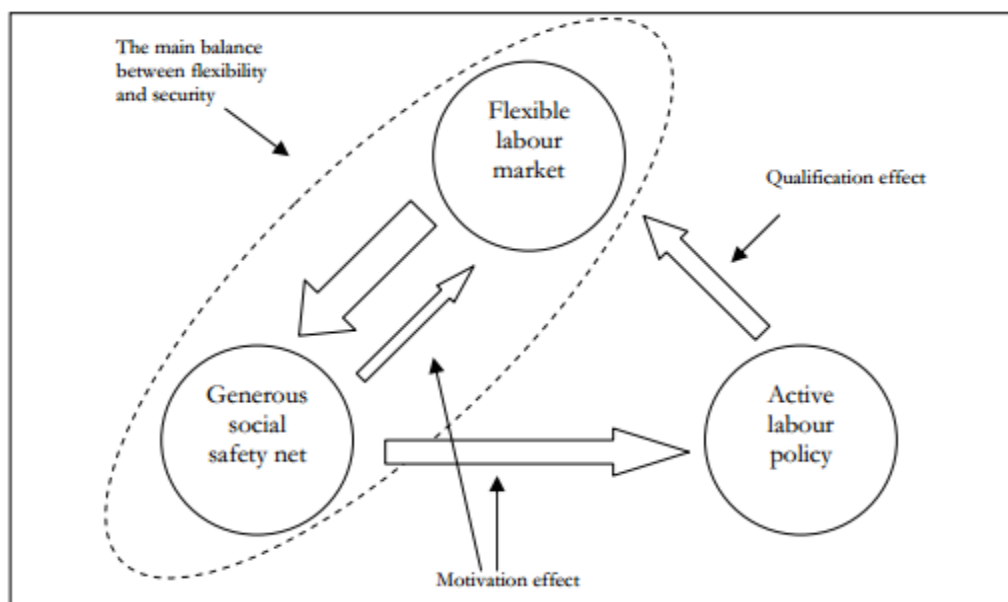 The main balance
between flexibility
and security
Flexible
labour
market
Qualification effect
Generous
social
safety net
Active
labour
policy
Motivation effect